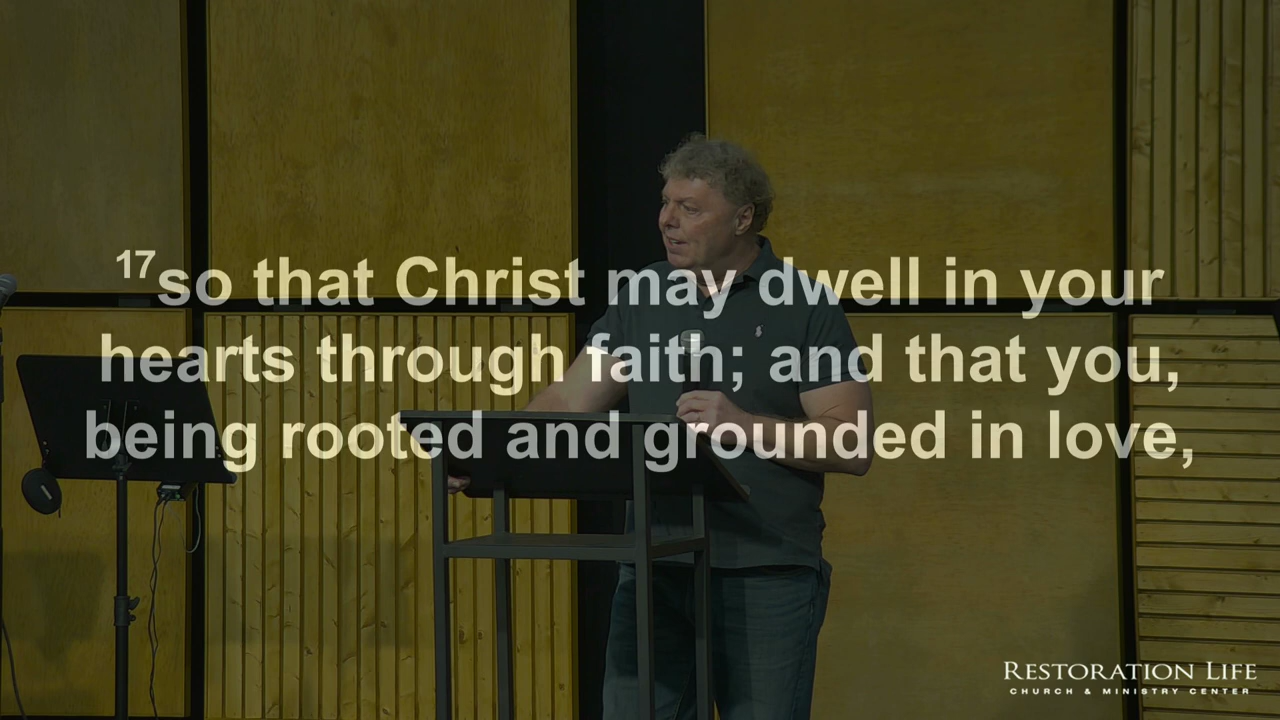 17so that Christ may dwell in your
hearts through faith; and that you,
being rooted and grounded in love,
RESTORATION LIFE
CHURCH & MINISTRY CENTER